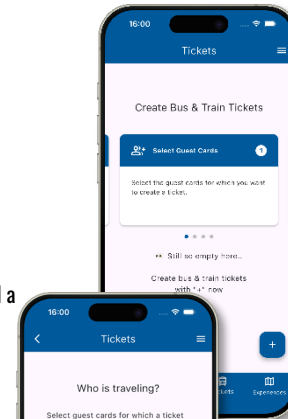 16:00
Tickets
Create Bus & Train Tickets
Select Guest Cards
1
Select the guest cards for which you want
to create a ticket.
Still so empty here..
Create bus & train tickets
with "+" now
+
Experiences
l a
16:00
Tickets
Who is traveling?
Select guest cards for which a ticket